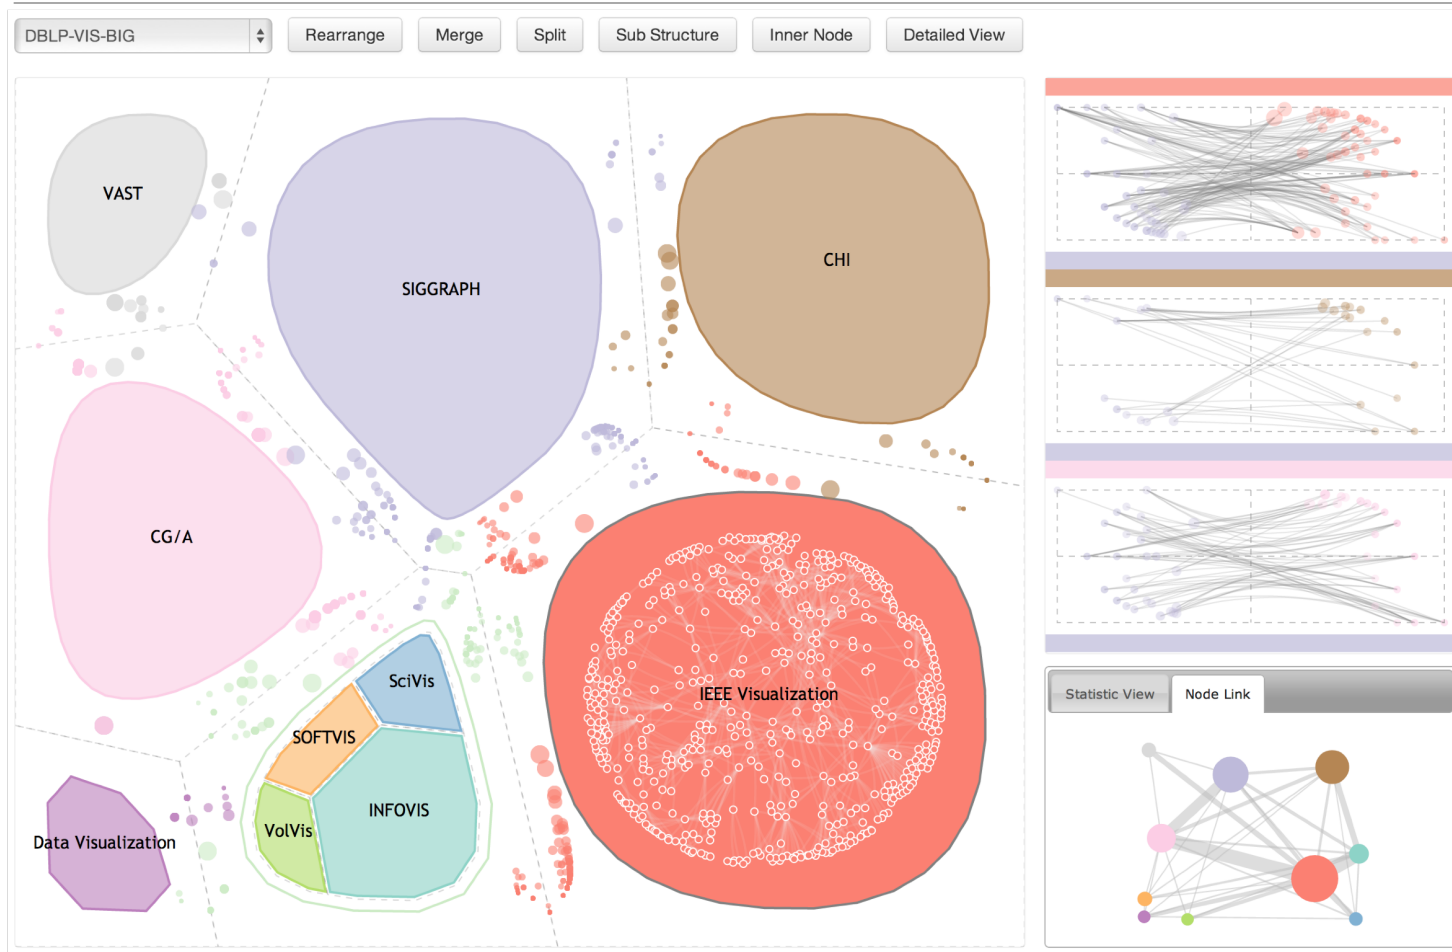 DBLP-VIS-BIG
Rearrange
Merge
Split
Sub Structure
Inner Node
Detailed View
VAST
SIGGRAPH
CHI
CG/A
SciVis
SOFTVIS
INFOVIS
VolVis
Data Visualization
IEEE Visualization
Statistic View
Node Link